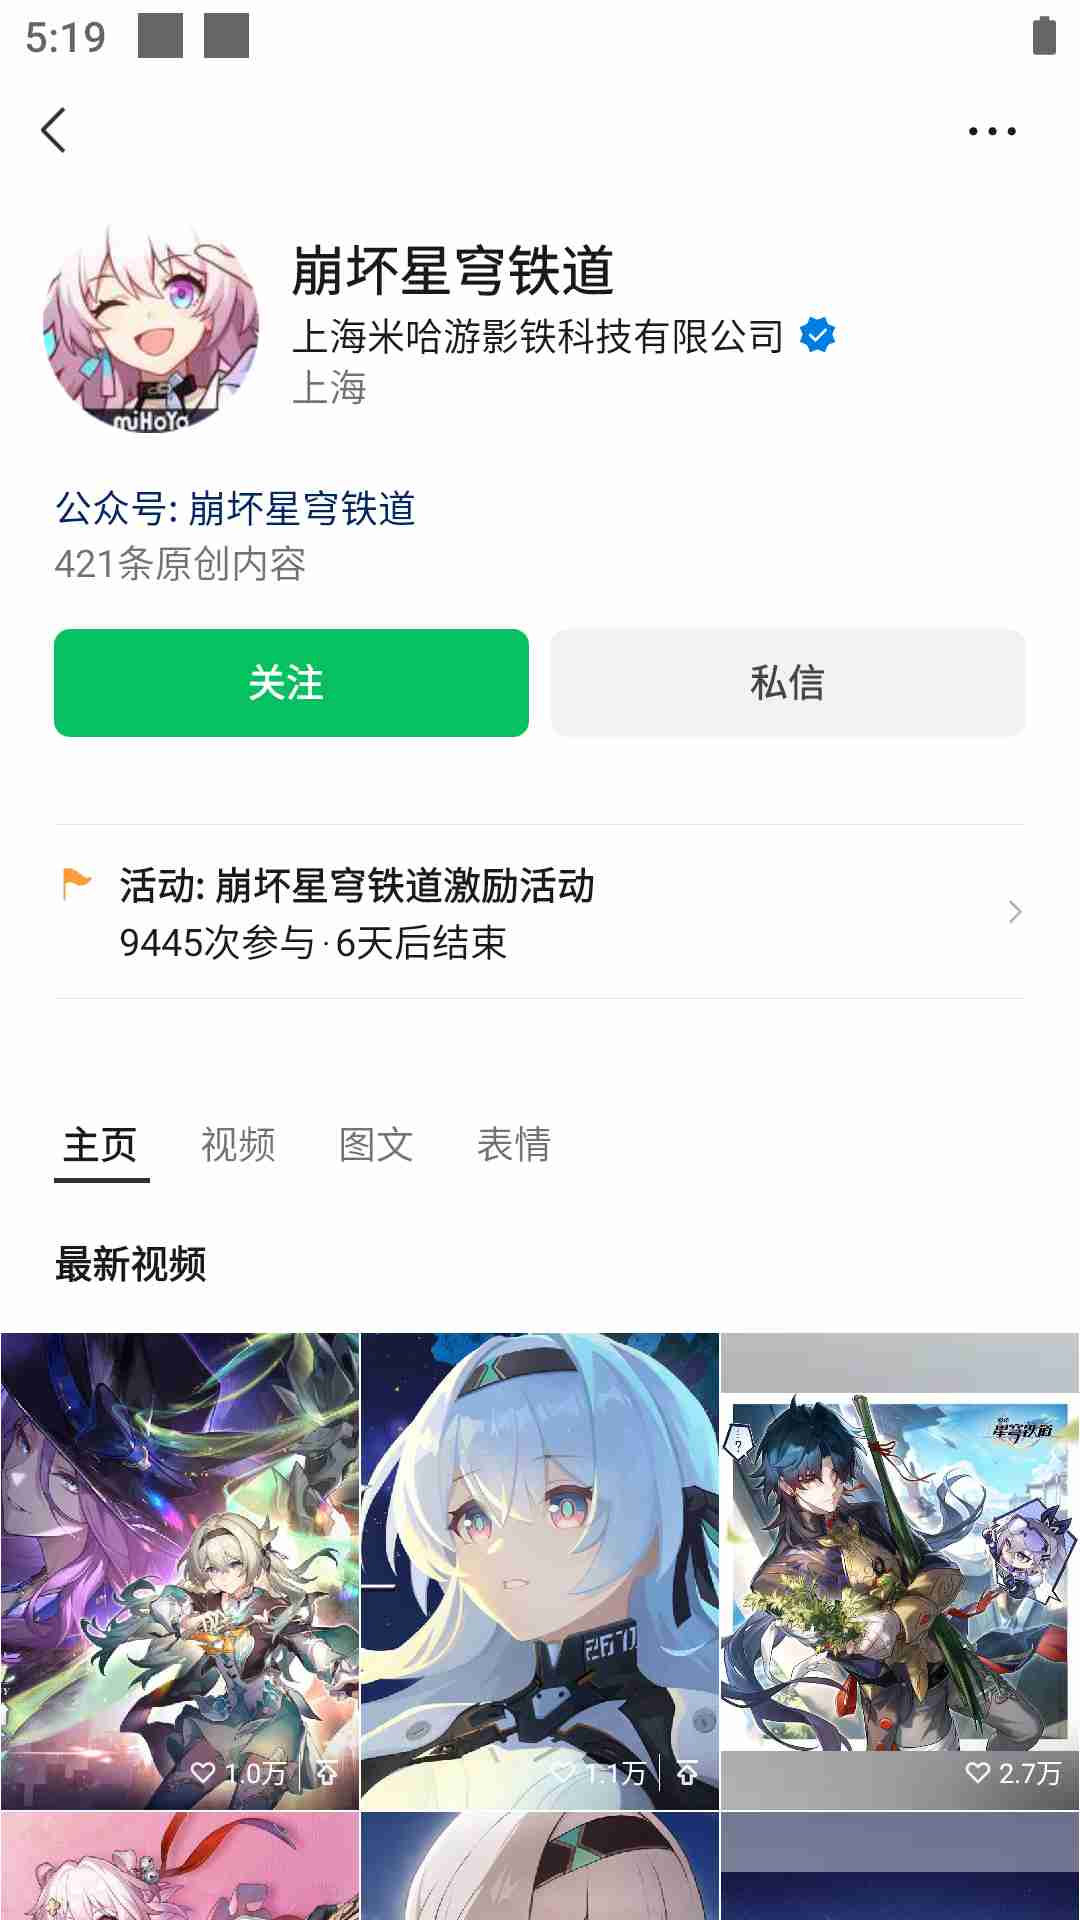 5:19
崩坏星穹铁道
上海米哈游影铁科技有限公司
上海
miHoYo
公众号: 崩坏星穹铁道
421条原创内容
关注
私信
活动: 崩坏星穹铁道激励活动
9445次参与·6天后结束
主页 视频 图文 表情
最新视频
...?
崩坏
星穹铁道
1.0万
1.1万
2.7万